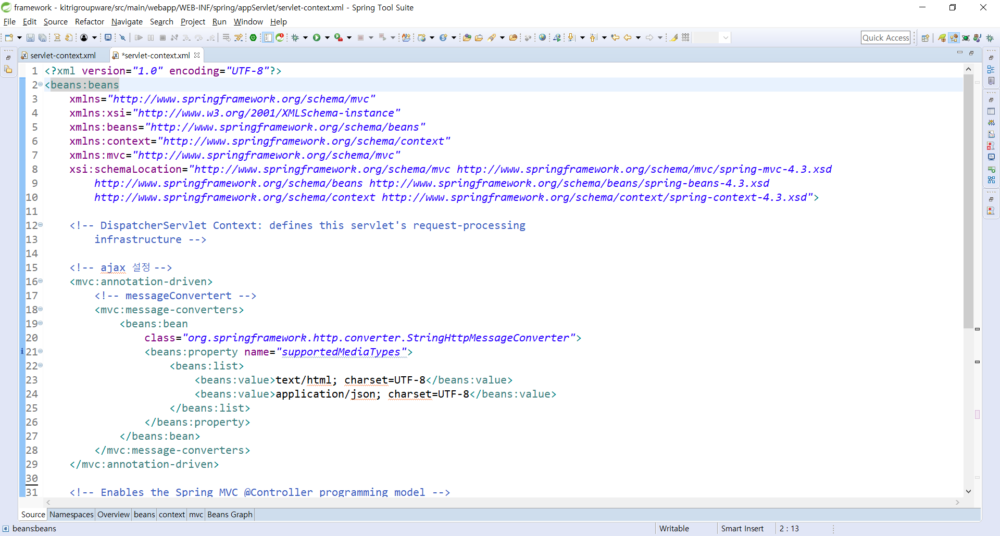 framework - kitrigroupware/src/main/webapp/WEB-INF/spring/appServlet/servlet-context.xml - Spring Tool Suite
File Edit Source Refactor Navigate Search Project Run Window Help
Quick Access
servlet-context.xml *servlet-context.xml
1 <?xml version="1.0" encoding="UTF-8"?>
2 <beans:beans
3 xmlns="http://www.springframework.org/schema/mvc"
4 xmlns:xsi="http://www.w3.org/2001/XMLSchema-instance"
5 xmlns:beans="http://www.springframework.org/schema/beans"
6 xmlns:context="http://www.springframework.org/schema/context"
7 xmlns:mvc="http://www.springframework.org/schema/mvc"
8 xsi:schemaLocation="http://www.springframework.org/schema/mvc http://www.springframework.org/schema/mvc/spring-mvc-4.3.xsd
9 http://www.springframework.org/schema/beans http://www.springframework.org/schema/beans/spring-beans-4.3.xsd
10 http://www.springframework.org/schema/context http://www.springframework.org/schema/context/spring-context-4.3.xsd">
11
12 <!-- DispatcherServlet Context: defines this servlet's request-processing
13 infrastructure -->
14
15 <!-- ajax 설정 -->
16 <mvc:annotation-driven>
17 <!-- messageConvertert -->
18 <mvc:message-converters>
19 <beans:bean
20 class="org.springframework.http.converter.StringHttpMessageConverter">
21 <beans:property name="supportedMediaTypes">
22 <beans:list>
23 <beans:value>text/html; charset=UTF-8</beans:value>
24 <beans:value>application/json; charset=UTF-8</beans:value>
25 </beans:list>
26 </beans:property>
27 </beans:bean>
28 </mvc:message-converters>
29 </mvc:annotation-driven>
30
31 <!-- Enables the Spring MVC @Controller programming model -->
Source Namespaces Overview beans context mvc Beans Graph
beans:beans Writable Smart Insert 2 : 13